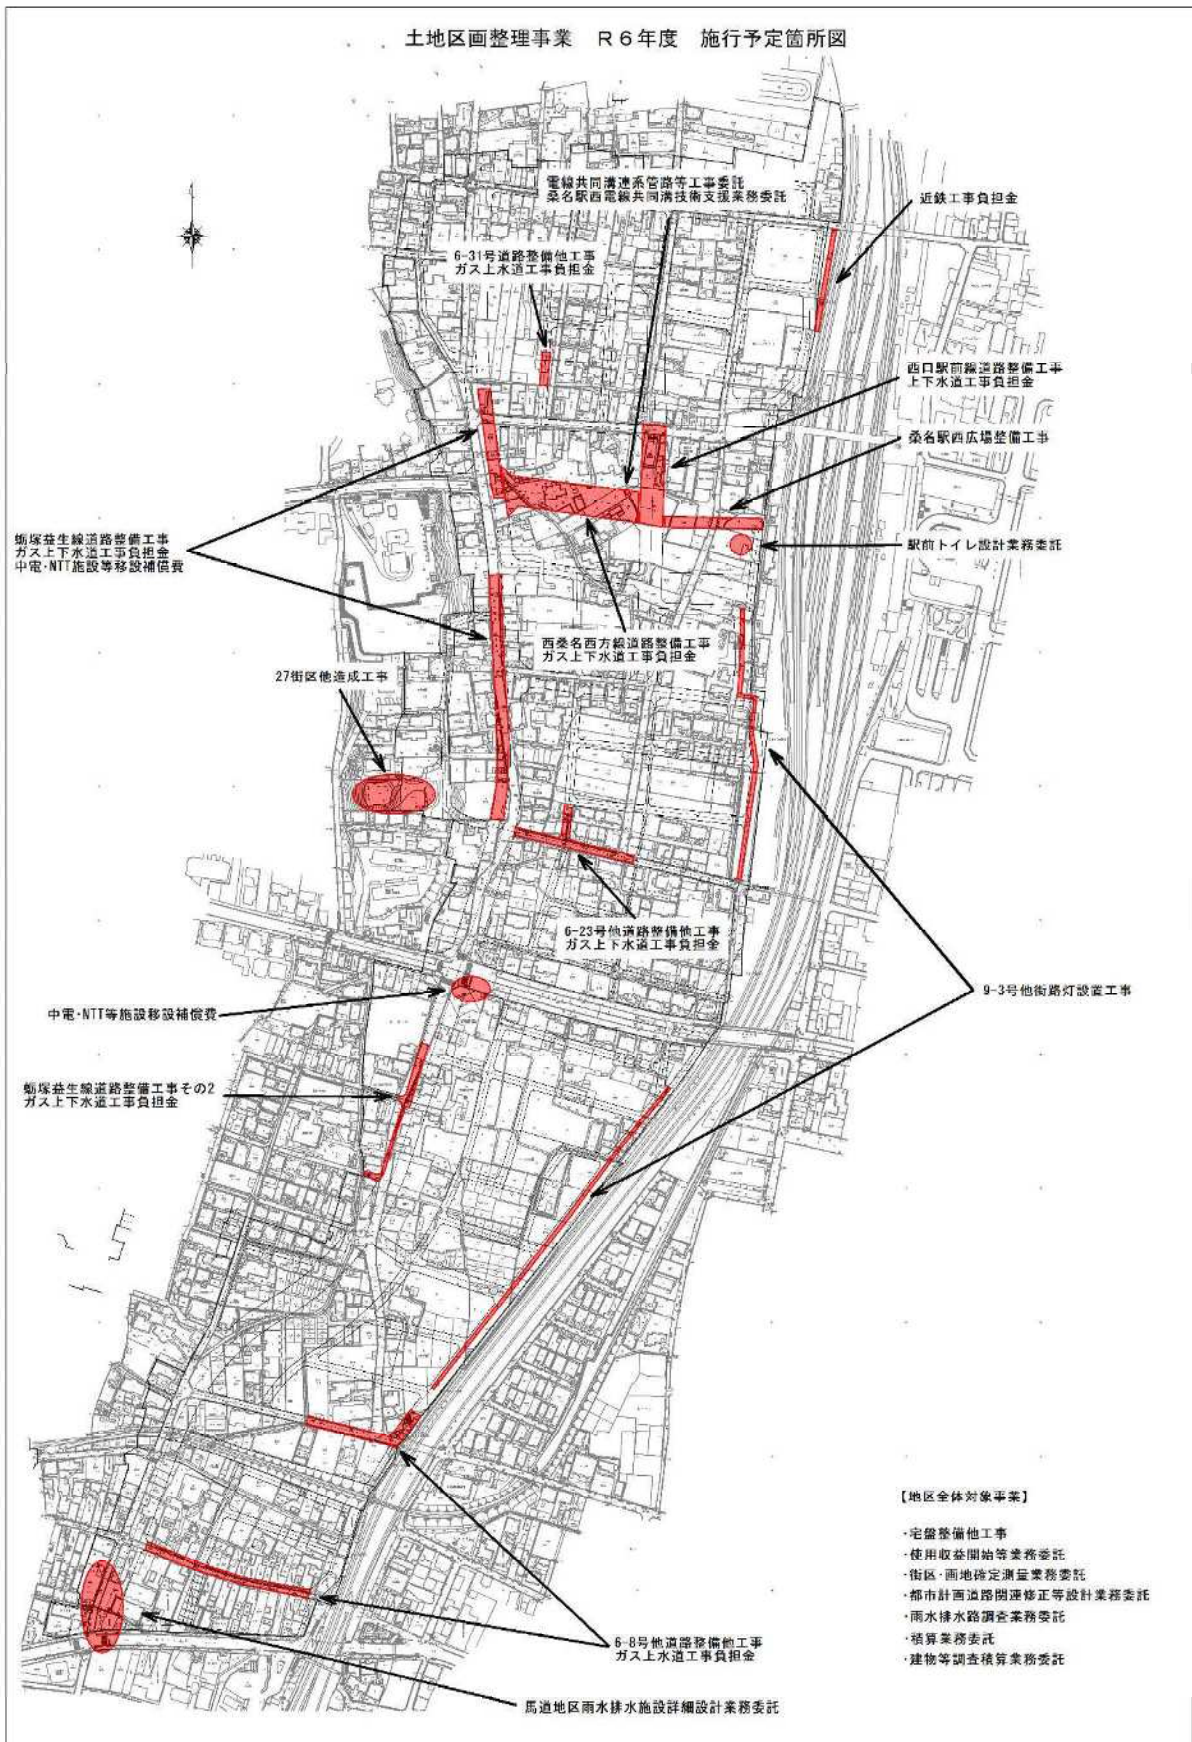 土地区画整理事業　R６年度　施行予定箇所図
電線共同溝連系管路等工事委託
桑名駅西電線共同溝技術支援業務委託
近鉄工事負担金
6-31号道路整備他工事
ガス上水道工事負担金
西口駅前線道路整備工事
上下水道工事負担金
桑名駅西広場整備工事
蛎塚益生線道路整備工事
ガス上下水道工事負担金
中電・NTT施設等移設補償費
駅前トイレ設計業務委託
西桑名西方線道路整備工事
ガス上下水道工事負担金
27街区他造成工事
6-23号他道路整備他工事
ガス上下水道工事負担金
9-3号他街路灯設置工事
中電・NTT等施設移設補償費
蛎塚益生線道路整備工事その2
ガス上下水道工事負担金
【地区全体対象事業】
・宅盤整備他工事
・使用収益開始等業務委託
・街区・画地確定測量業務委託
・都市計画道路関連修正等設計業務委託
・雨水排水路調査業務委託
・積算業務委託
・建物等調査積算業務委託
6-8号他道路整備他工事
ガス上水道工事負担金
馬道地区雨水排水施設詳細設計業務委託